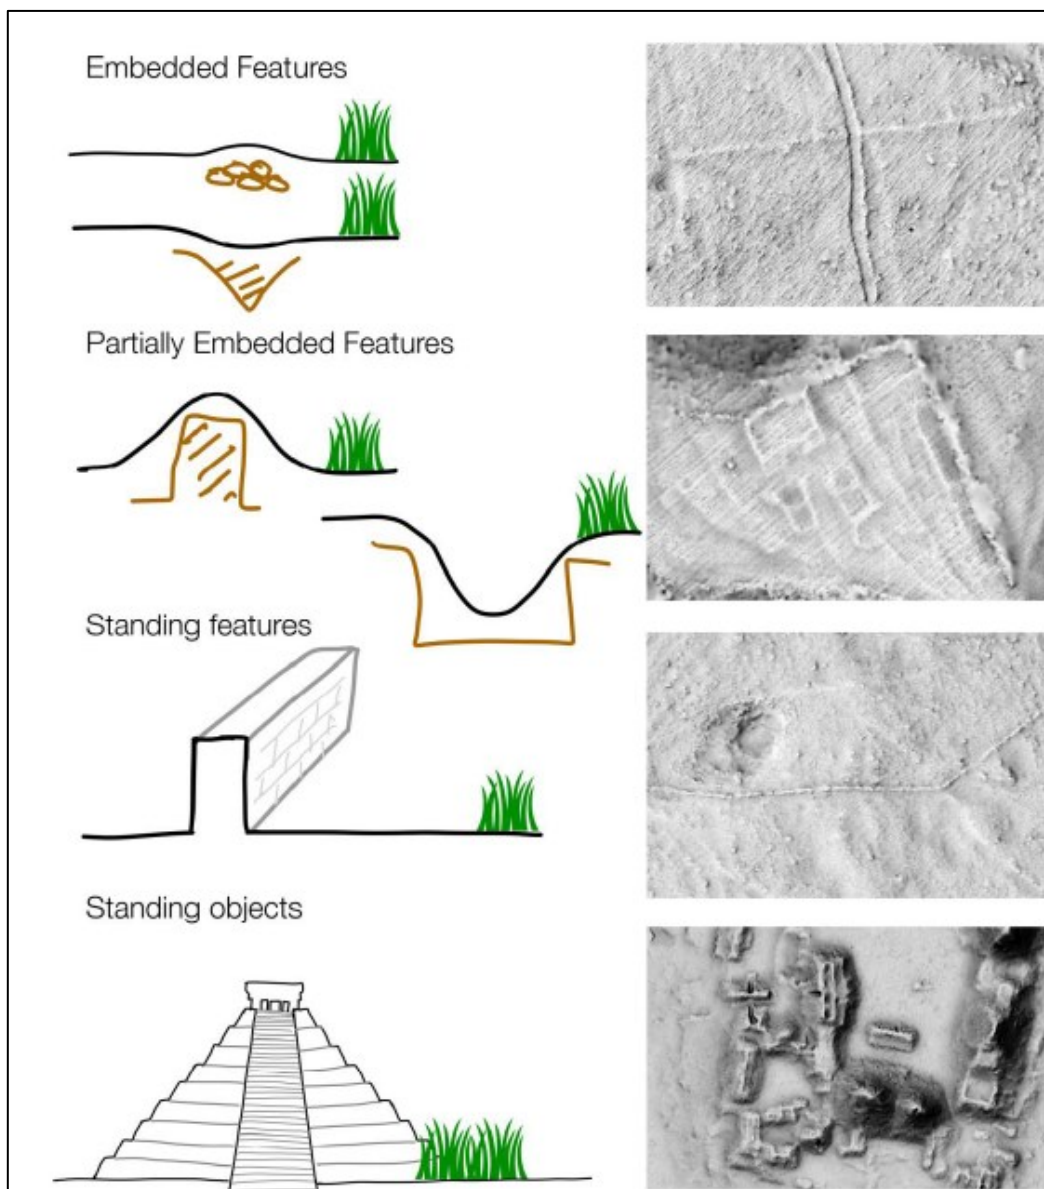 Embedded Features
Partially Embedded Features
Standing features
Standing objects